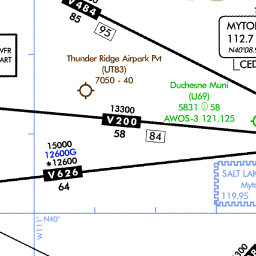 V484
85
95
VFR
ART
MYTO
112.7
N40°08.9
CED
Thunder Ridge Airpark Pvt
(UT83)
7050 - 40
Duchesne Muni
(U69)
5831 58
AWOS-3 121.125
13300
V200
58
84
15000
12600G
*12600
V626
64
SALT LAK
Myto
119.95
W111° N40'